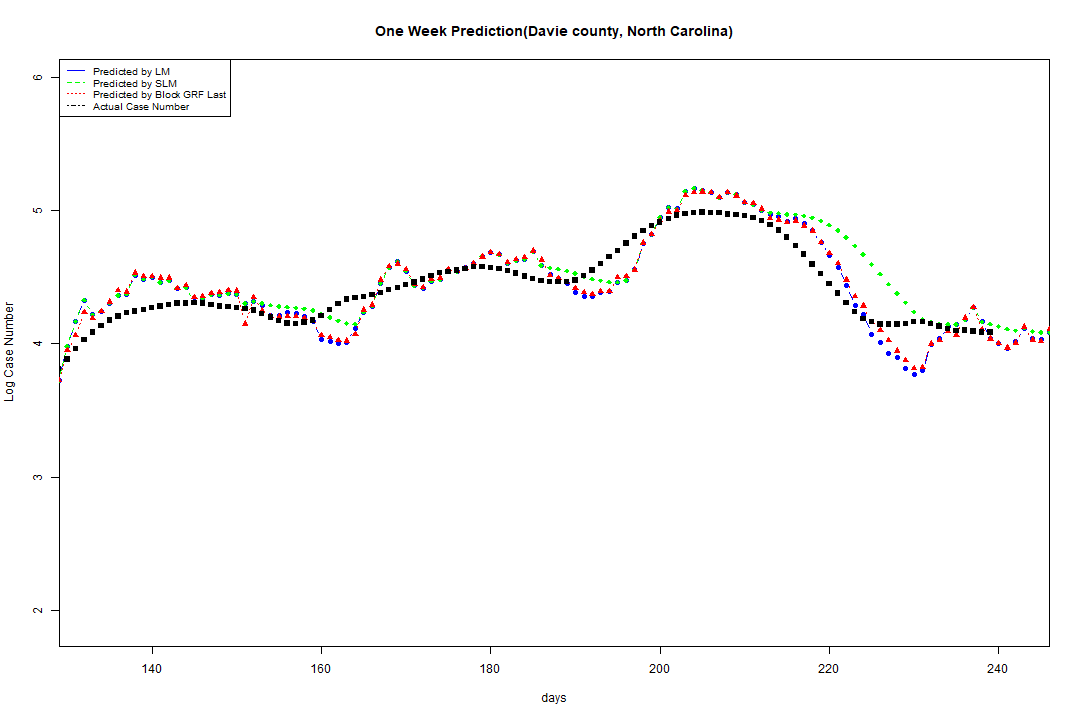 One Week Prediction(Davie county, North Carolina)
Predicted by LM
Predicted by SLM
Predicted by Block GRF Last
Actual Case Number
6
5
4
3
2
Log Case Number
140 160 180 200 220 240
days